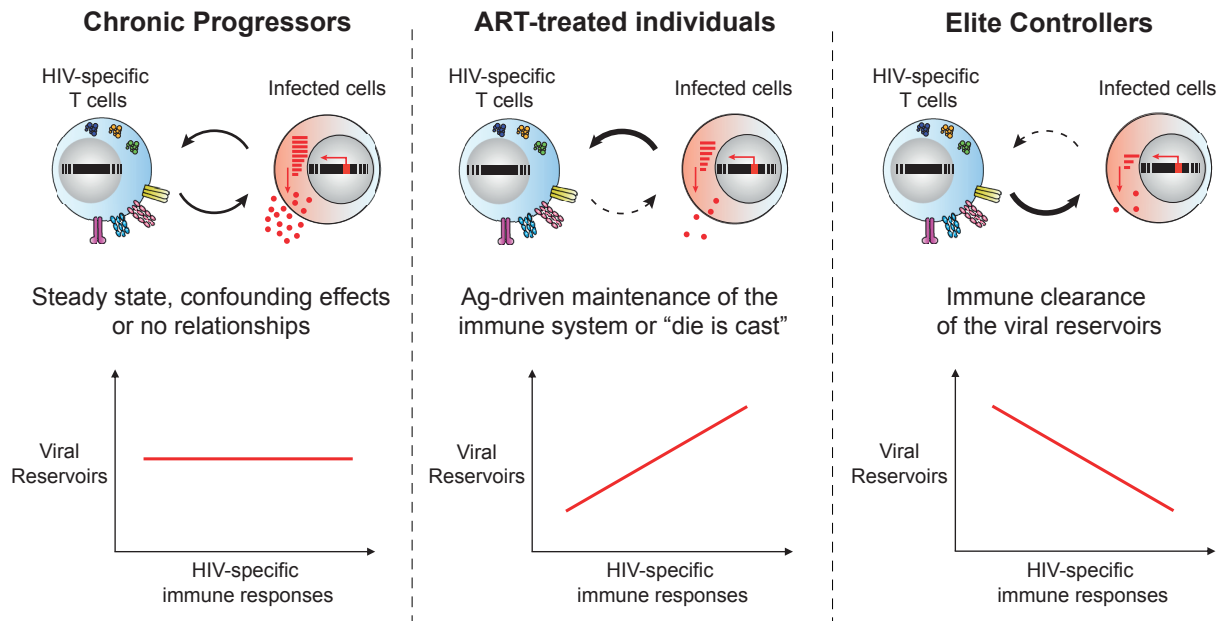 Chronic Progressors
HIV-specific
T cells
Infected cells
Steady state, confounding effects
or no relationships
Viral
Reservoirs
HIV-specific
immune responses
ART-treated individuals
HIV-specific
T cells
Infected cells
Ag-driven maintenance of the
immune system or “die is cast”
Viral
Reservoirs
HIV-specific
immune responses
Elite Controllers
HIV-specific
T cells
Infected cells
Immune clearance
of the viral reservoirs
Viral
Reservoirs
HIV-specific
immune responses